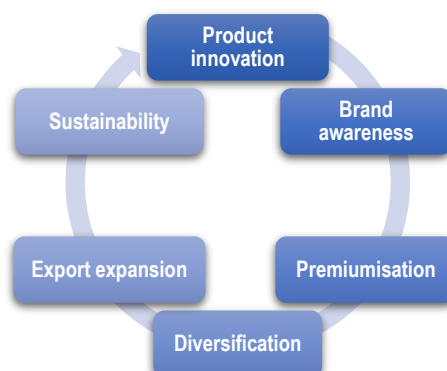 Product
innovation
Brand
awareness
Premiumisation
Diversification
Export expansion
Sustainability